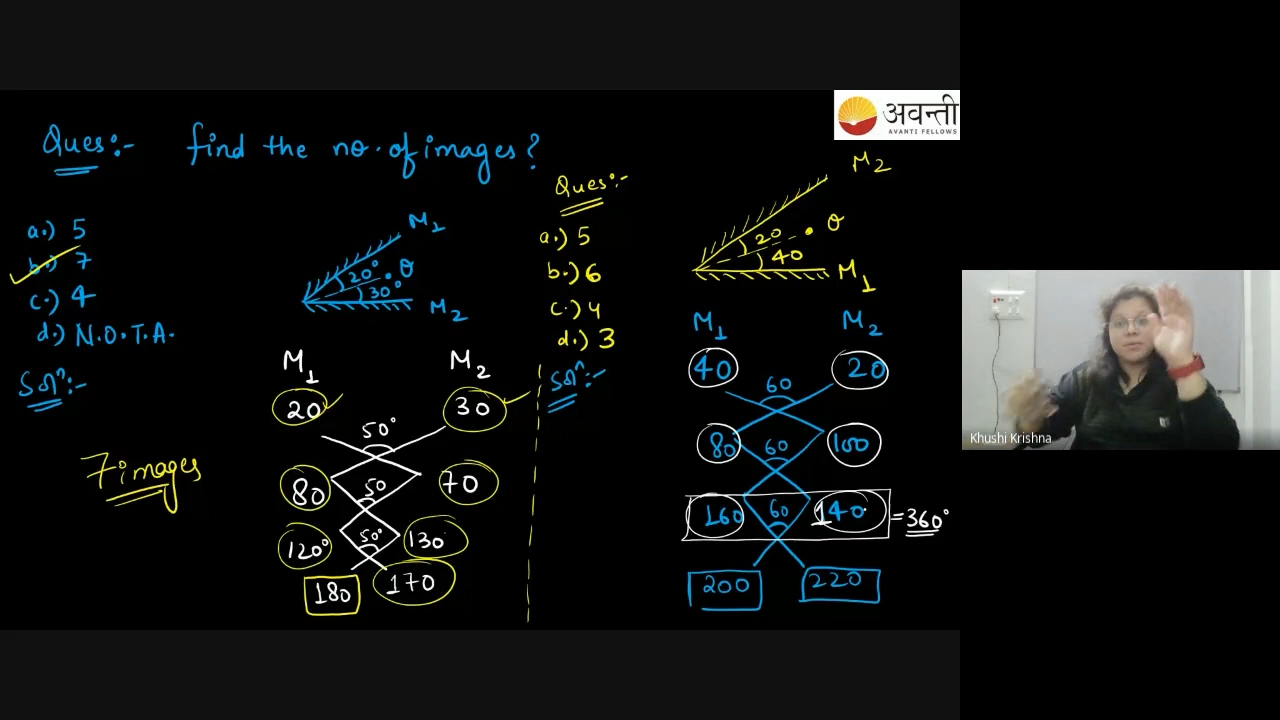 अवन्ती
AVANTI FELLOWS
Ques:- find the no. of images?
a.) 5
b.) 7
c.) 4
d.) N.O.T.A.
M1
20° O
30°
M2
Soln:-
7 images
M1 M2
20 30
50°
80 70
50
120° 130
50°
180 170
Ques:-
a.) 5
b.) 6
c.) 4
d.) 3
M2
20 O
40
M1
Soln:-
M1 M2
40 20
60
80 100
60
160 140 = 360°
60
200 220
Khushi Krishna